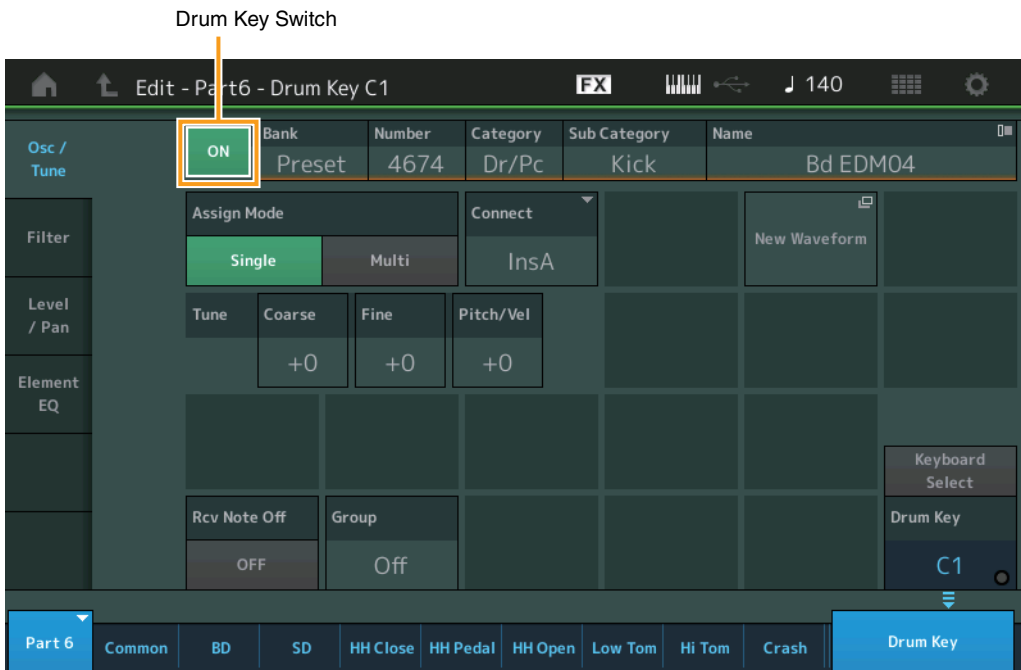 Drum Key Switch
Edit - Part6 - Drum Key C1
FX
140
Osc /
Tune
ON
Bank
Preset
Number
4674
Category
Dr/Pc
Sub Category
Kick
Name
Bd EDM04
Filter
Level
/ Pan
Element
EQ
Assign Mode
Single
Multi
Connect
InsA
New Waveform
Tune
Coarse
+0
Fine
+0
Pitch/Vel
+0
Rcv Note Off
OFF
Group
Off
Keyboard
Select
Drum Key
C1
Part 6
Common
BD
SD
HH Close
HH Pedal
HH Open
Low Tom
Hi Tom
Crash
Drum Key